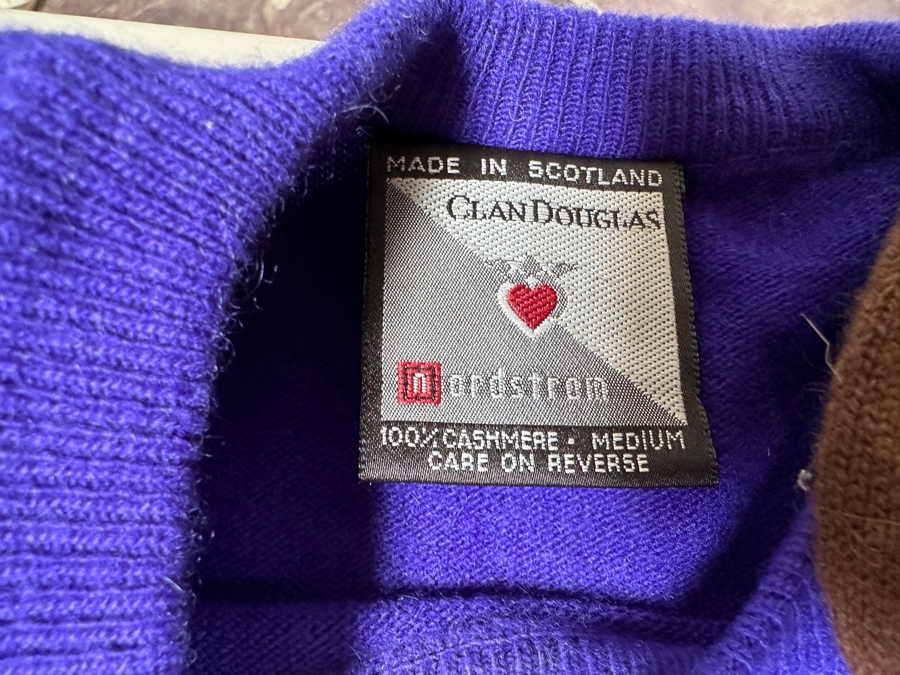 MADE IN SCOTLAND
CLAN DOUGLAS
nordstrom
100% CASHMERE • MEDIUM
CARE ON REVERSE